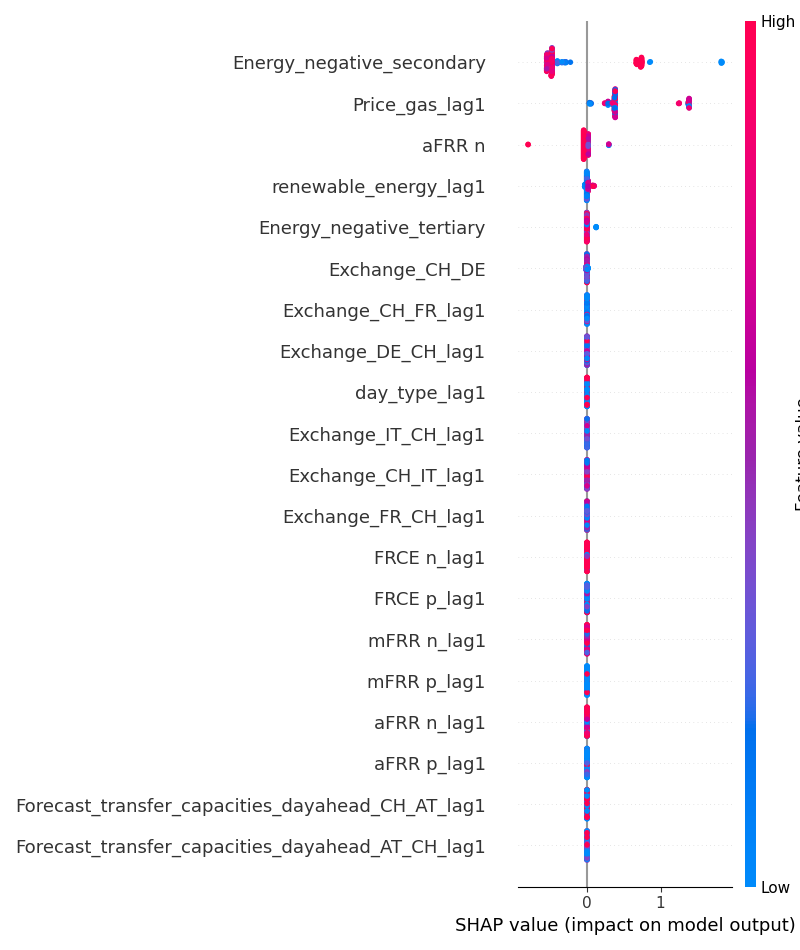 High
Energy_negative_secondary
Price_gas_lag1
aFRR n
renewable_energy_lag1
Energy_negative_tertiary
Exchange_CH_DE
Exchange_CH_FR_lag1
Exchange_DE_CH_lag1
day_type_lag1
Exchange_IT_CH_lag1
Exchange_CH_IT_lag1
Exchange_FR_CH_lag1
FRCE n_lag1
FRCE p_lag1
mFRR n_lag1
mFRR p_lag1
aFRR n_lag1
aFRR p_lag1
Forecast_transfer_capacities_dayahead_CH_AT_lag1
Forecast_transfer_capacities_dayahead_AT_CH_lag1
Low
0 1
SHAP value (impact on model output)